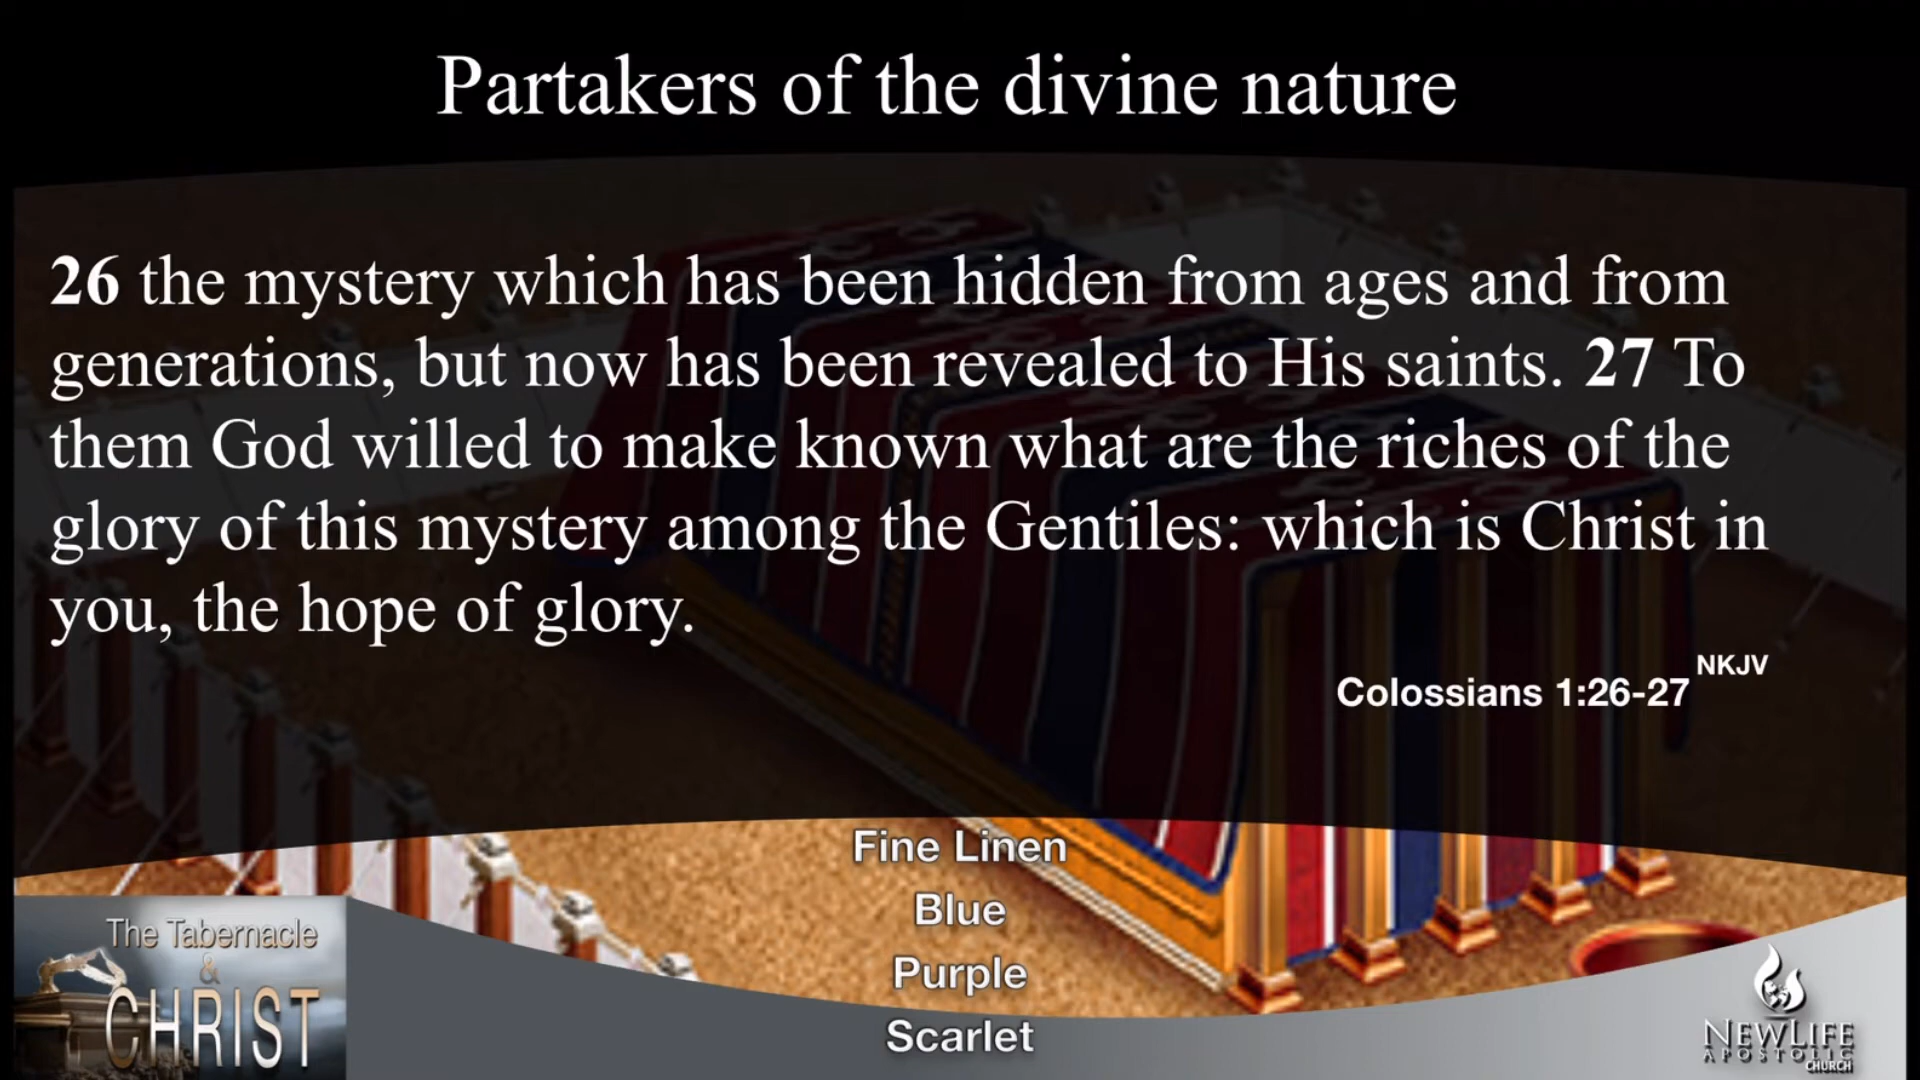 Partakers of the divine nature
26 the mystery which has been hidden from ages and from
generations, but now has been revealed to His saints. 27 To
them God willed to make known what are the riches of the
glory of this mystery among the Gentiles: which is Christ in
you, the hope of glory.
Colossians 1:26-27 NKJV
Fine Linen
Blue
Purple
Scarlet
The Tabernacle
&
CHRIST
NEWLIFE
APOSTOLIC
CHURCH